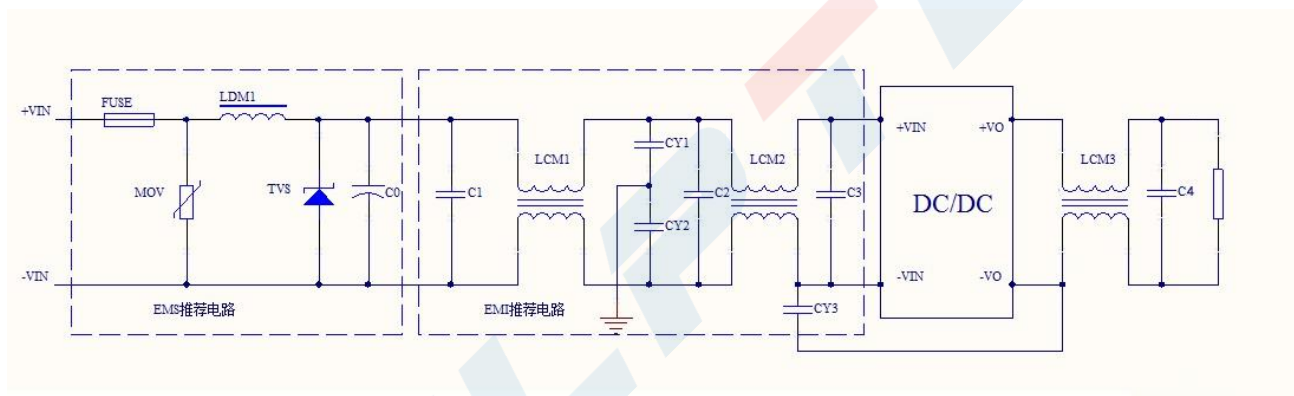 FUSE
LDM1
+VIN
MOV
TVS
C0
-VIN
EMS推荐电路
C1
LCM1
CY1
CY2
C2
LCM2
C3
EMI推荐电路
CY3
+VIN
+VO
DC/DC
-VIN
-VO
LCM3
C4